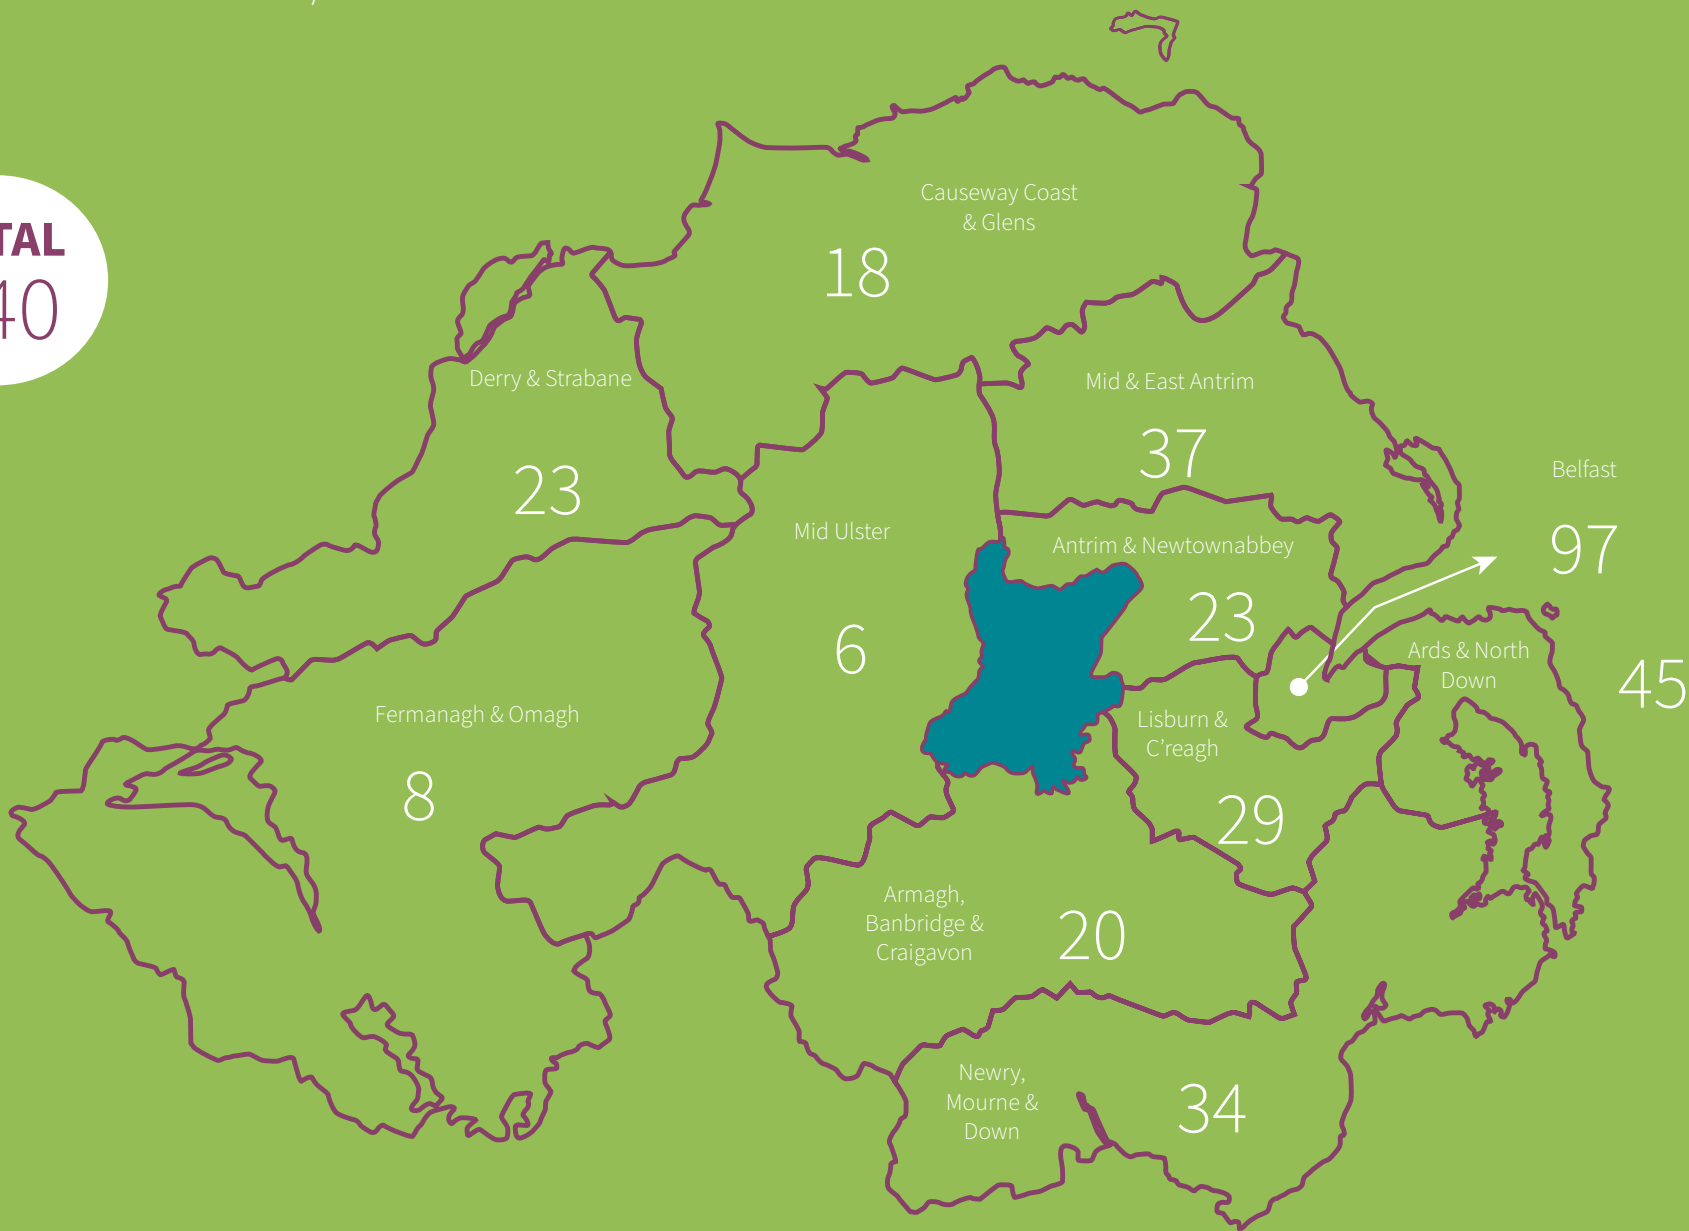 Causeway Coast
& Glens
18
TAL
40
Derry & Strabane
23
Mid & East Antrim
37
Belfast
97
Mid Ulster
6
Antrim & Newtownabbey
23
Ards & North
Down
45
Fermanagh & Omagh
8
Lisburn &
C'reagh
29
Armagh,
Banbridge &
Craigavon
20
Newry,
Mourne &
Down
34